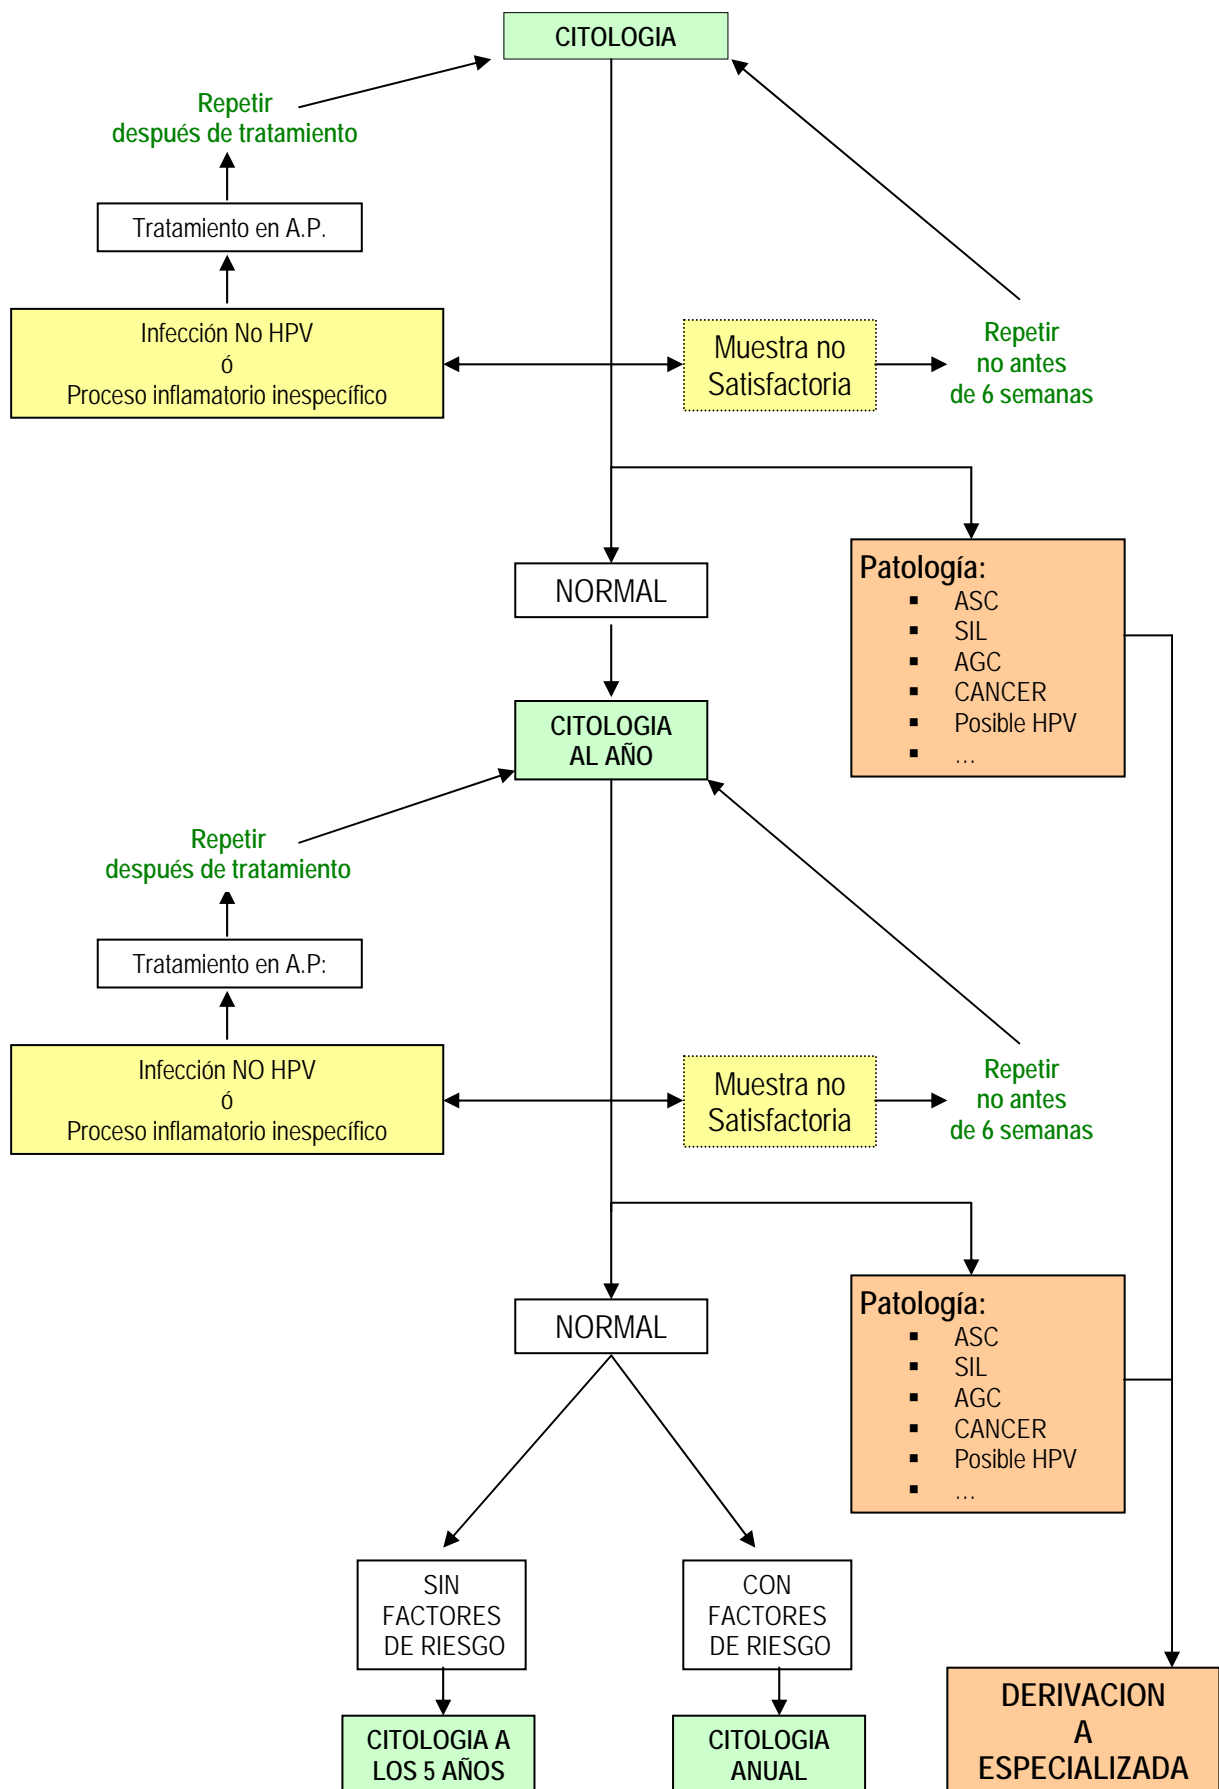 CITOLOGIA
Repetir
después de tratamiento
Tratamiento en A.P.
Infección No HPV
ó
Proceso inflamatorio inespecífico
Muestra no
Satisfactoria
Repetir
no antes
de 6 semanas
NORMAL
Patología:
▪ ASC
▪ SIL
▪ AGC
▪ CANCER
▪ Posible HPV
▪ ...
CITOLOGIA
AL AÑO
Repetir
después de tratamiento
Tratamiento en A.P:
Infección NO HPV
ó
Proceso inflamatorio inespecífico
Muestra no
Satisfactoria
Repetir
no antes
de 6 semanas
NORMAL
Patología:
▪ ASC
▪ SIL
▪ AGC
▪ CANCER
▪ Posible HPV
▪ ...
SIN
FACTORES
DE RIESGO
CON
FACTORES
DE RIESGO
CITOLOGIA A
LOS 5 AÑOS
CITOLOGIA
ANUAL
DERIVACION
A
ESPECIALIZADA